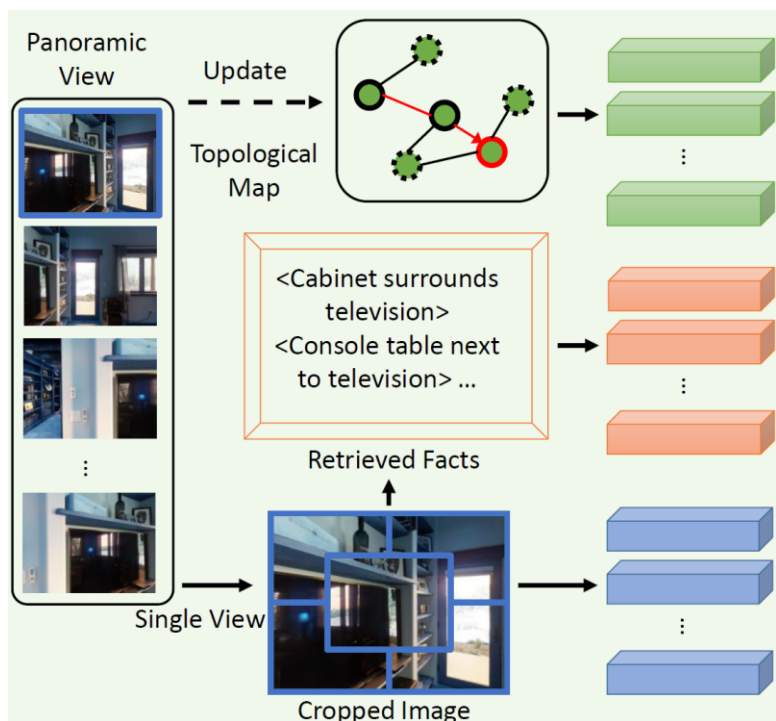 Panoramic
View
Update
Topological
Map
<Cabinet surrounds
television>
<Console table next
to television> ...
Retrieved Facts
Single View
Cropped Image